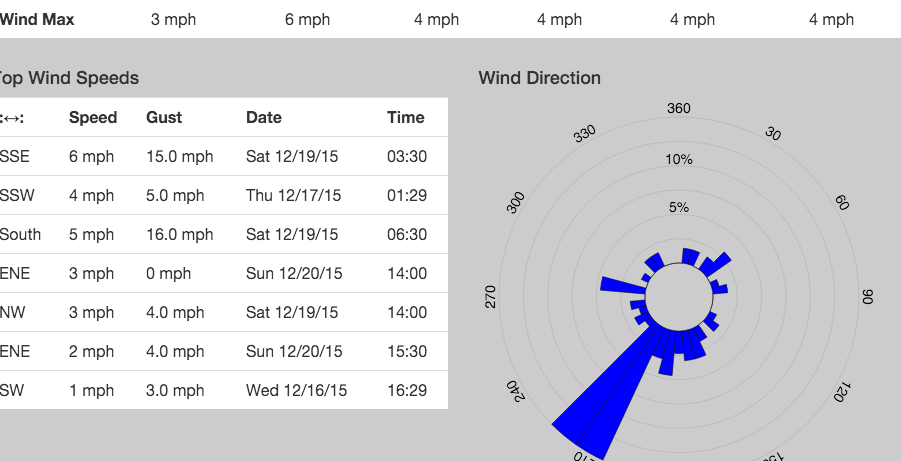 Wind Max 3 mph 6 mph 4 mph 4 mph 4 mph 4 mph
Top Wind Speeds
:↔: Speed Gust Date Time
SSE 6 mph 15.0 mph Sat 12/19/15 03:30
SSW 4 mph 5.0 mph Thu 12/17/15 01:29
South 5 mph 16.0 mph Sat 12/19/15 06:30
ENE 3 mph 0 mph Sun 12/20/15 14:00
NW 3 mph 4.0 mph Sat 12/19/15 14:00
ENE 2 mph 4.0 mph Sun 12/20/15 15:30
SW 1 mph 3.0 mph Wed 12/16/15 16:29
Wind Direction
360
330
30
10%
300
60
5%
270
90
240
120